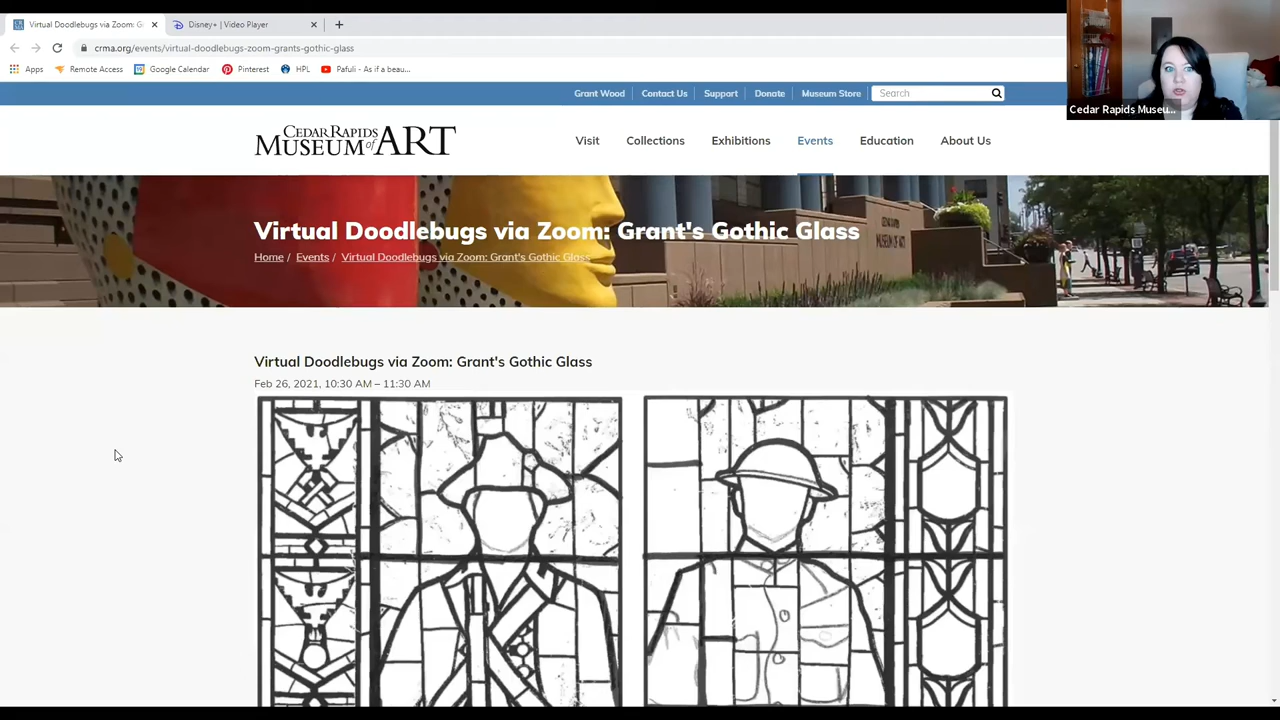 Virtual Doodlebugs via Zoom: G
Disney+ | Video Player
crma.org/events/virtual-doodlebugs-zoom-grants-gothic-glass
Apps
Remote Access
Google Calendar
Pinterest
HPL
Pafuli - As if a beau...
Cedar Rapids Museu...
Grant Wood
Contact Us
Support
Donate
Museum Store
Search
CEDAR RAPIDS
MUSEUM of ART
Visit
Collections
Exhibitions
Events
Education
About Us
Virtual Doodlebugs via Zoom: Grant's Gothic Glass
Home / Events / Virtual Doodlebugs via Zoom: Grant's Gothic Glass
Virtual Doodlebugs via Zoom: Grant's Gothic Glass
Feb 26, 2021, 10:30 AM – 11:30 AM